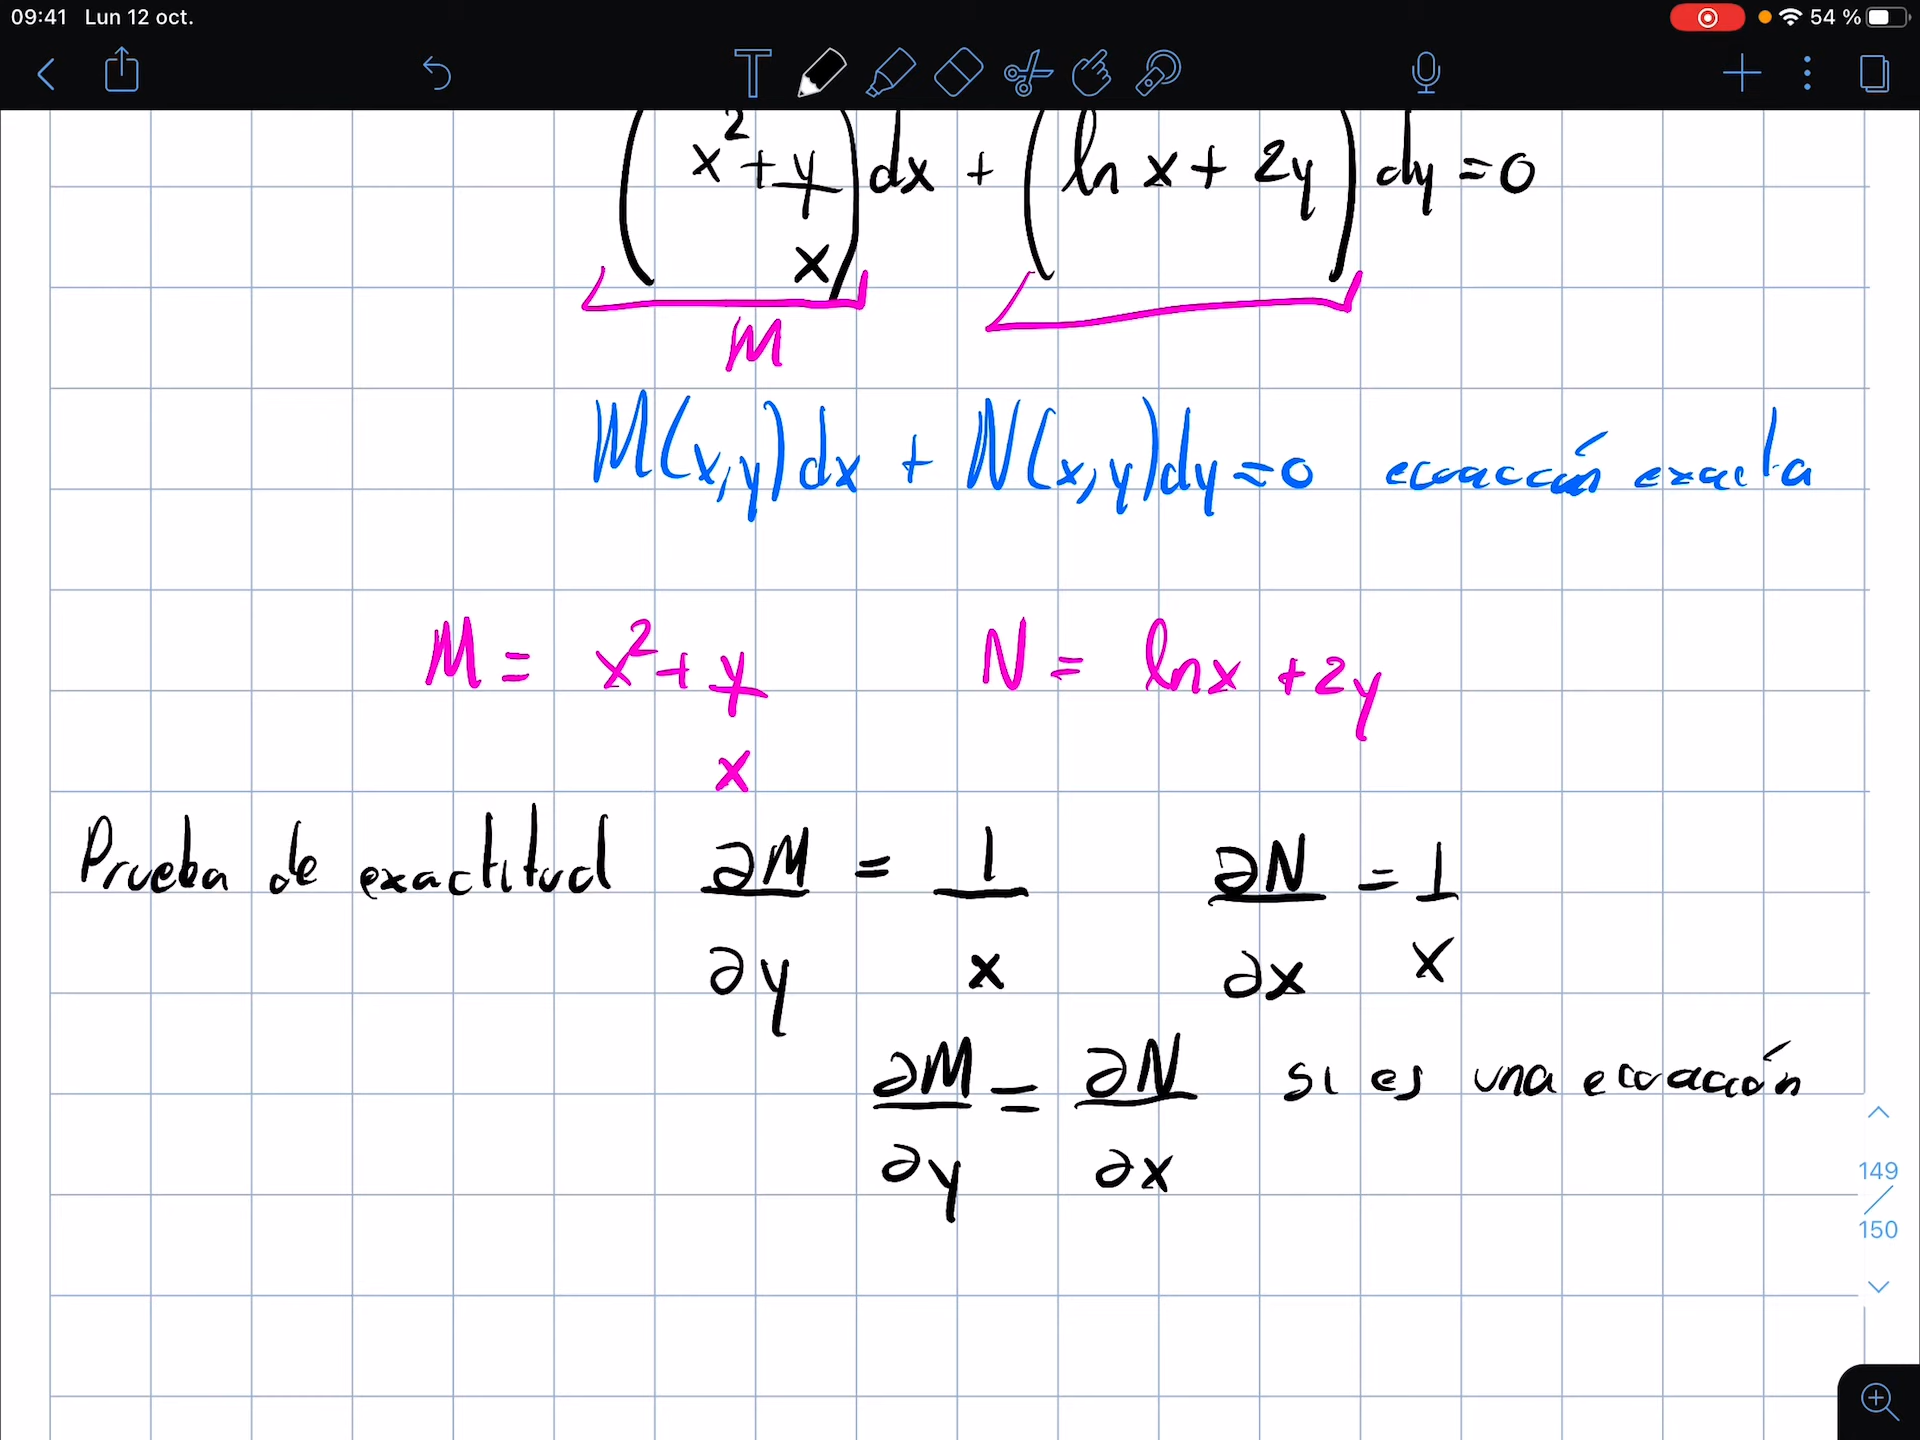 09:41 Lun 12 oct.
54 %
T
(x² + y/x) dx + (ln x + 2y) dy = 0
M
M(x,y)dx + N(x,y)dy = 0 ecuación exacta
M = x² + y/x N = lnx + 2y
Prueba de exactitud ∂M/∂y = 1/x ∂N/∂x = 1/x
∂M/∂y = ∂N/∂x si es una ecuación
149
/
150